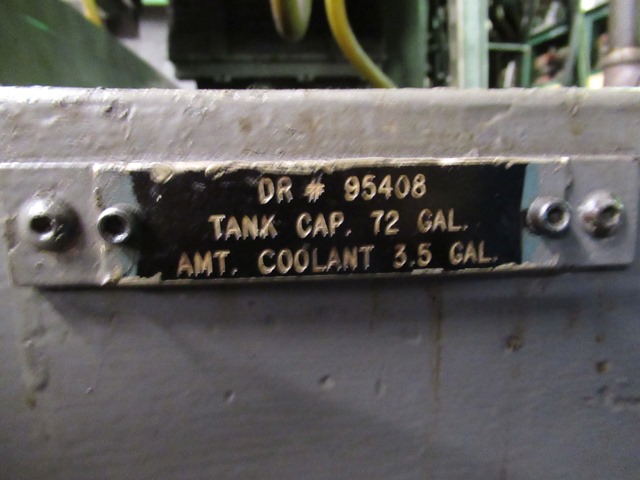 DR # 95408
TANK CAP. 72 GAL.
AMT. COOLANT 3.5 GAL.